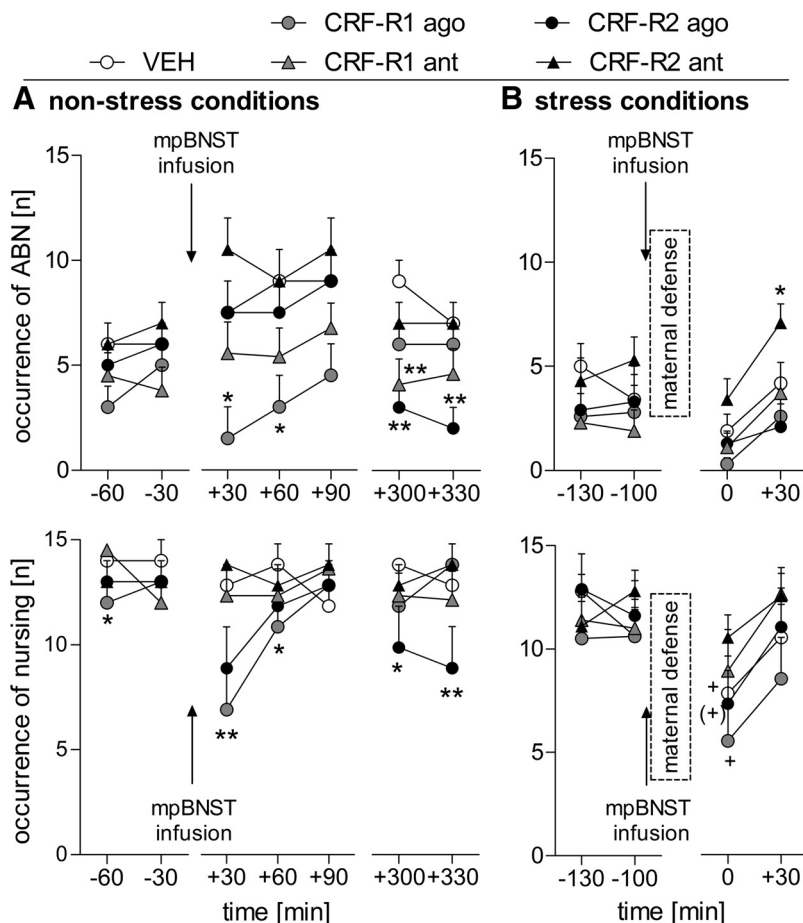 CRF-R1 ago
CRF-R2 ago
VEH
CRF-R1 ant
CRF-R2 ant
A non-stress conditions
B stress conditions
mpBNST
infusion
occurrence of ABN [n]
15
10
5
0
*
*
**
**
**
-60 -30 +30 +60 +90 +300 +330
mpBNST
infusion
maternal defense
15
10
5
0
*
-130 -100 0 +30
occurrence of nursing [n]
15
10
5
0
*
**
*
*
**
mpBNST
infusion
-60 -30 +30 +60 +90 +300 +330
time [min]
15
10
5
0
maternal defense
+
(+)
+
mpBNST
infusion
-130 -100 0 +30
time [min]